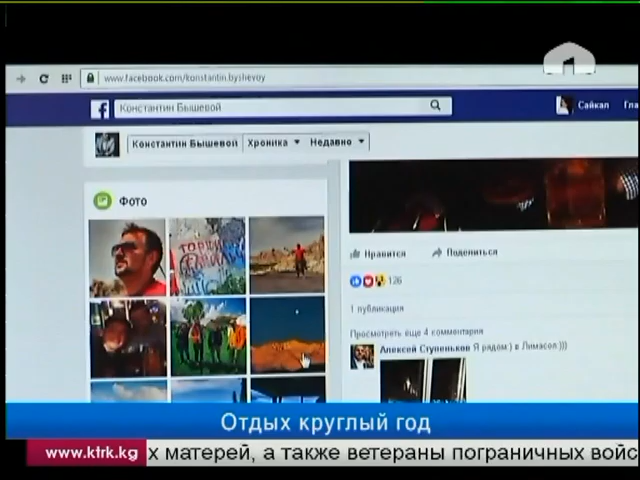 1
www.facebook.com/konstantin.byshevoy
f Константин Бышевой
Сайкал Гла
Константин Бышевой Хроника Недавно
Фото
Нравится Поделиться
126
1 публикация
Просмотреть еще 4 комментария
Алексей Ступеньков Я рядом:) в Лимасол )))
Отдых круглый год
www.ktrk.kg х матерей, а также ветераны пограничных войс